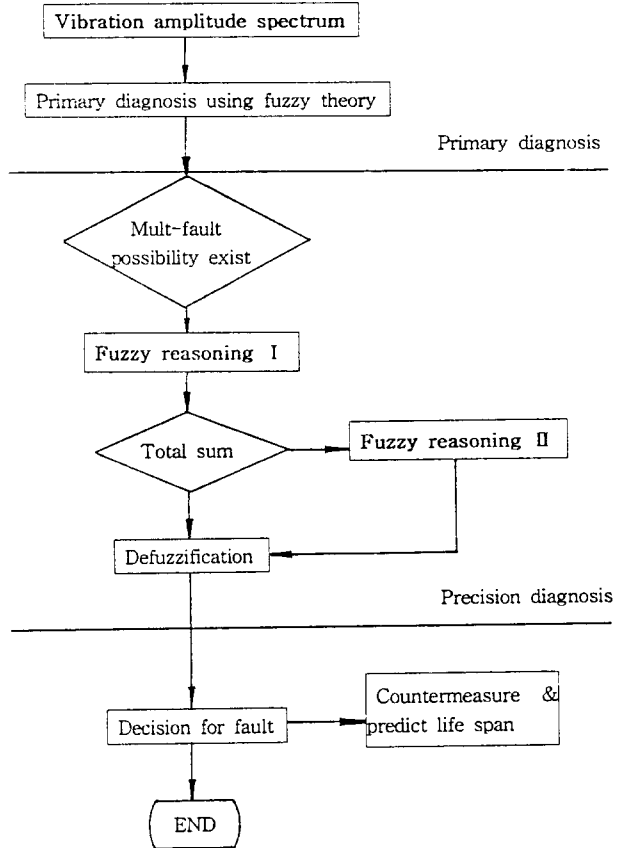 Vibration amplitude spectrum
Primary diagnosis using fuzzy theory
Primary diagnosis
Mult-fault
possibility exist
Fuzzy reasoning I
Total sum
Fuzzy reasoning II
Defuzzification
Precision diagnosis
Countermeasure &
predict life span
Decision for fault
END